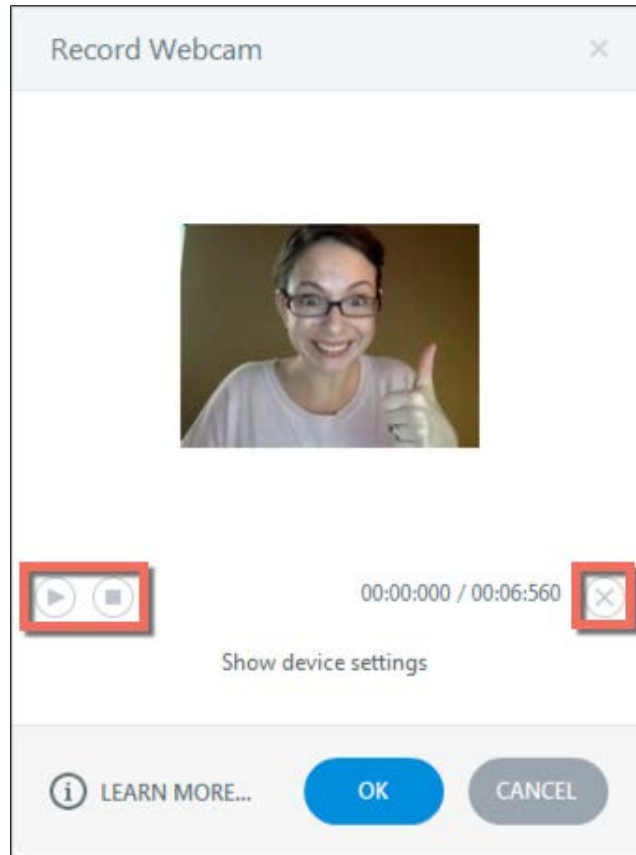 Record Webcam
00:00:000 / 00:06:560
Show device settings
LEARN MORE...
OK
CANCEL